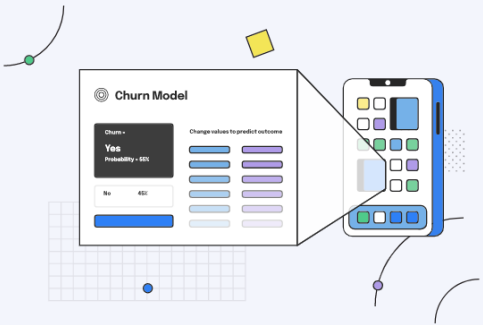 Churn Model
Churn =
Yes
Probability = 55%
No 45%
Change values to predict outcome